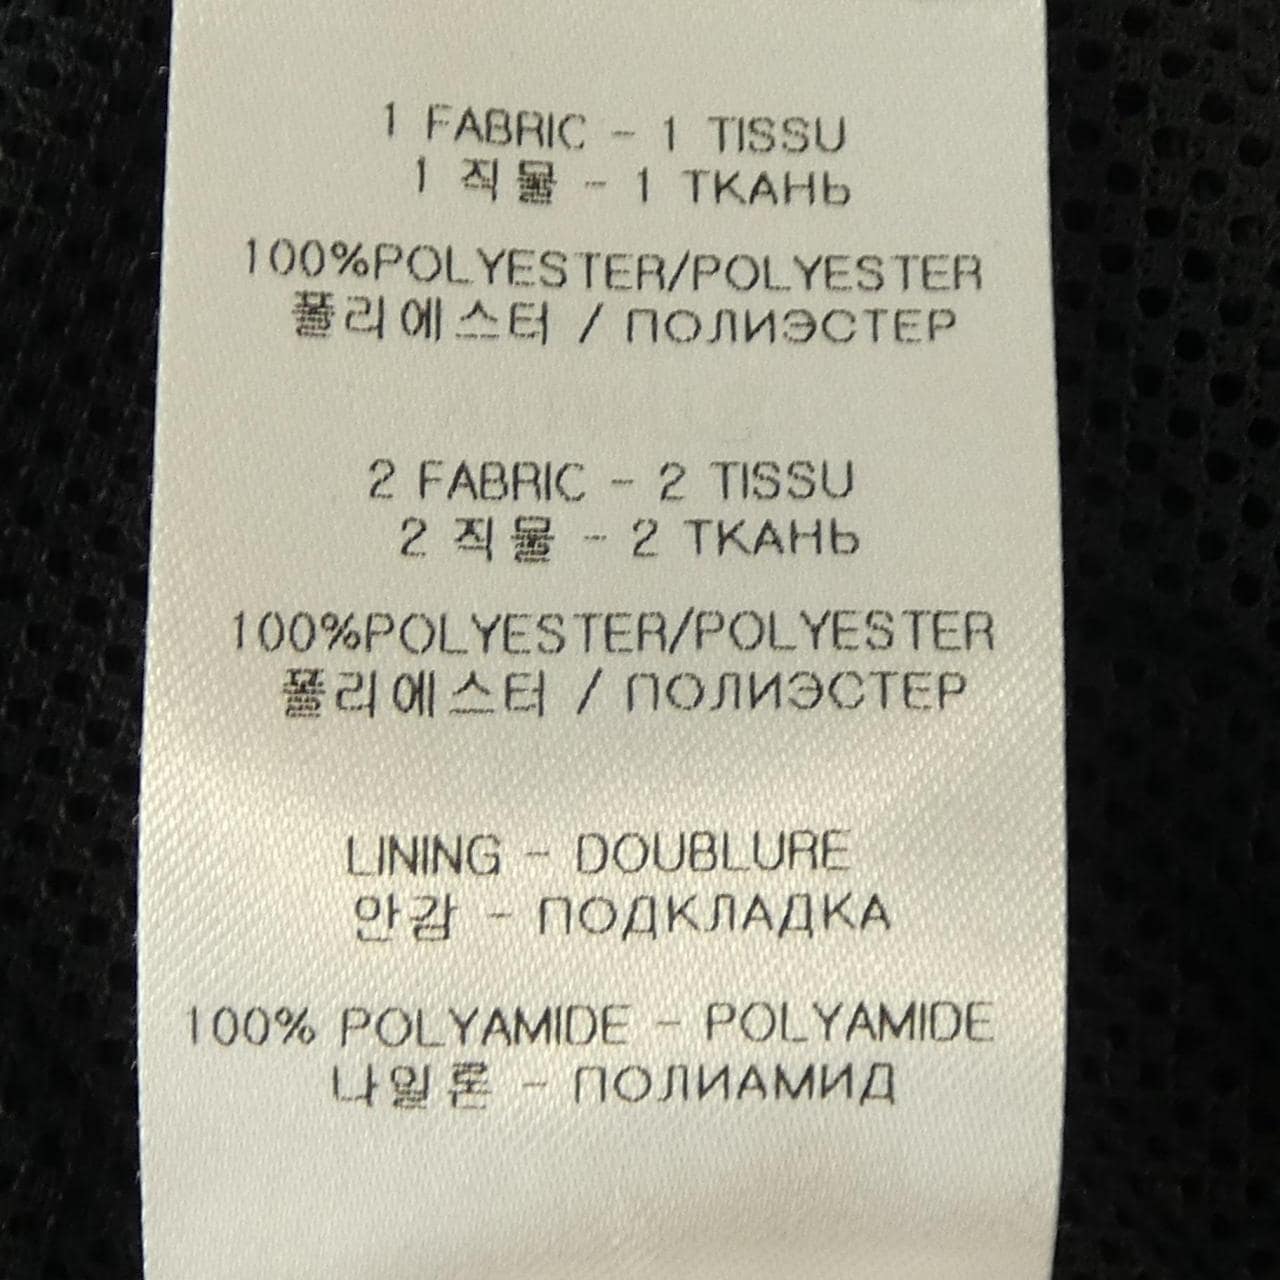 1 FABRIC - 1 TISSU
1 직물 - 1 ТКАНЬ
100%POLYESTER/POLYESTER
폴리에스터 / ПОЛИЭСТЕР
2 FABRIC - 2 TISSU
2 직물 - 2 ТКАНЬ
100%POLYESTER/POLYESTER
폴리에스터 / ПОЛИЭСТЕР
LINING - DOUBLURE
안감 - ПОДКЛАДКА
100% POLYAMIDE - POLYAMIDE
나일론 - ПОЛИАМИД